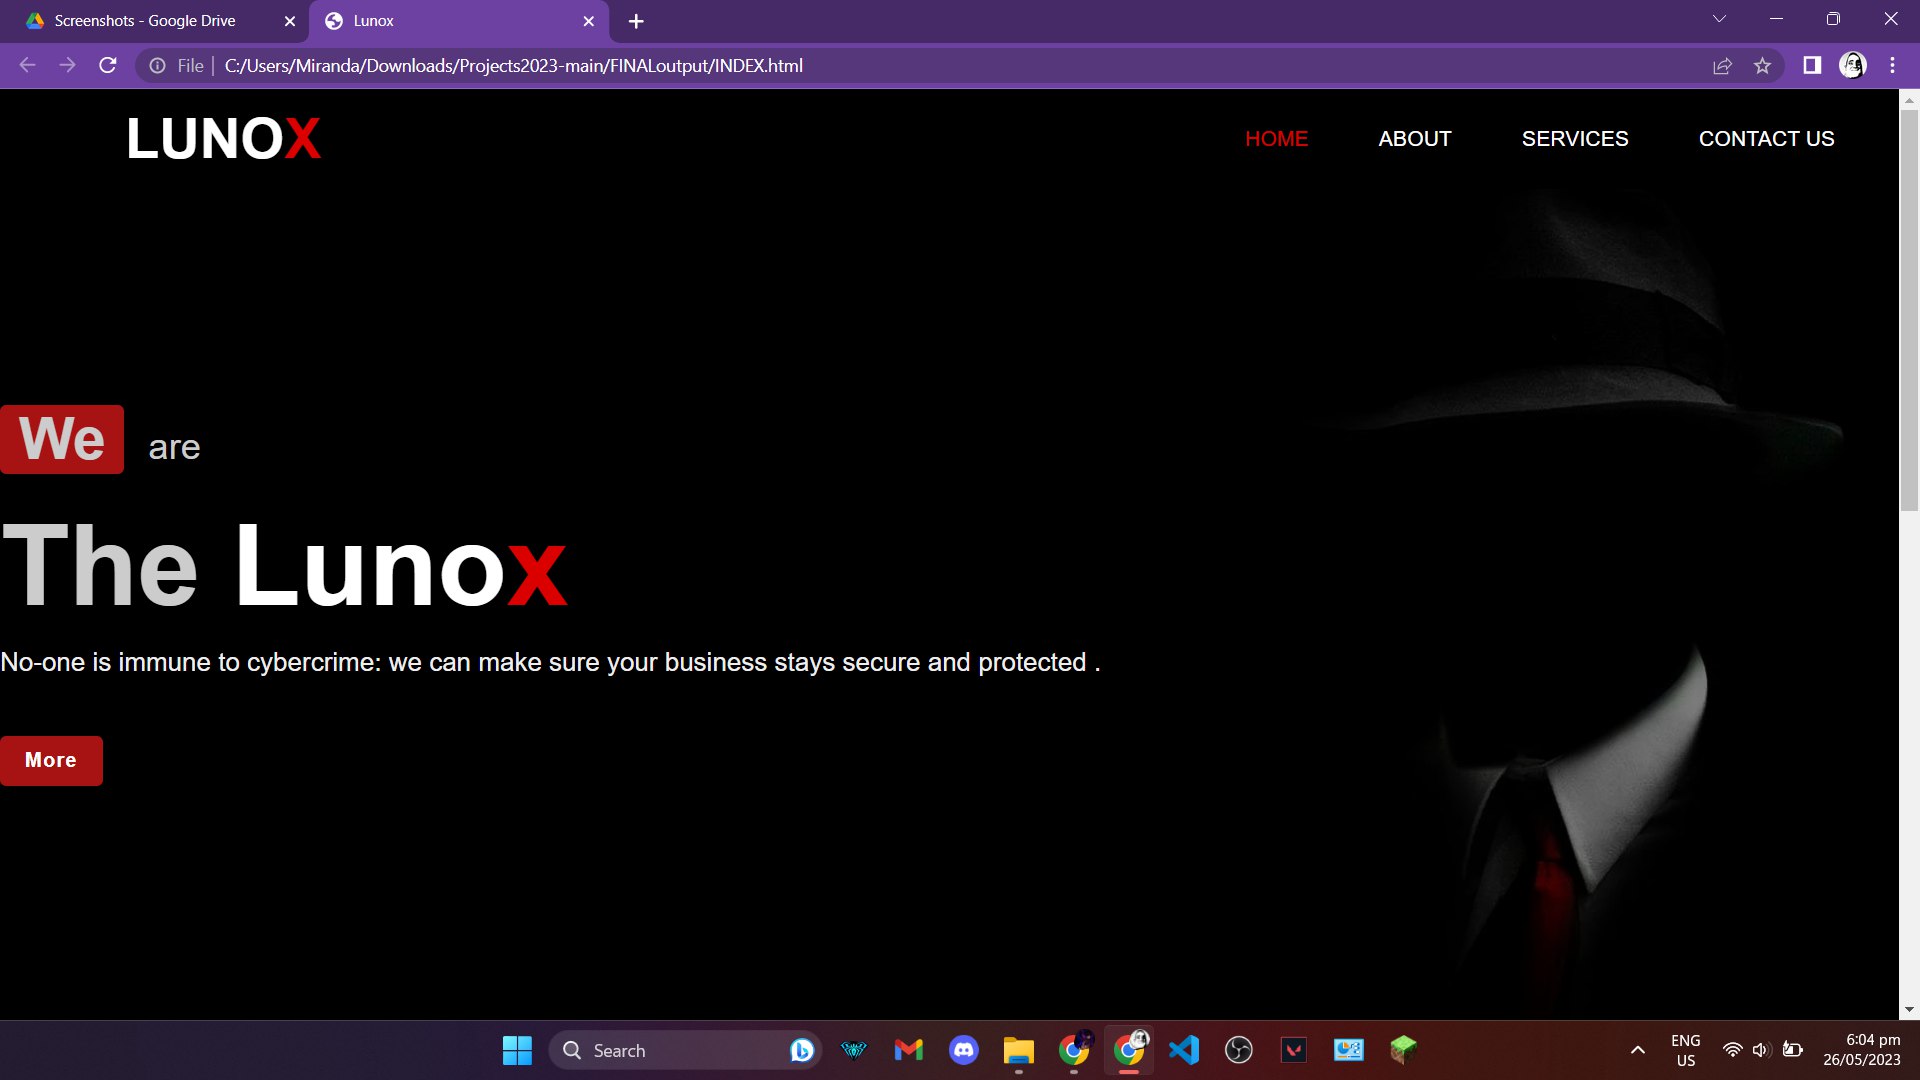 Screenshots - Google Drive
Lunox
File
C:/Users/Miranda/Downloads/Projects2023-main/FINALoutput/INDEX.html
LUNOX
HOME
ABOUT
SERVICES
CONTACT US
We are
The Lunox
No-one is immune to cybercrime: we can make sure your business stays secure and protected .
More
Search
ENG
US
6:04 pm
26/05/2023